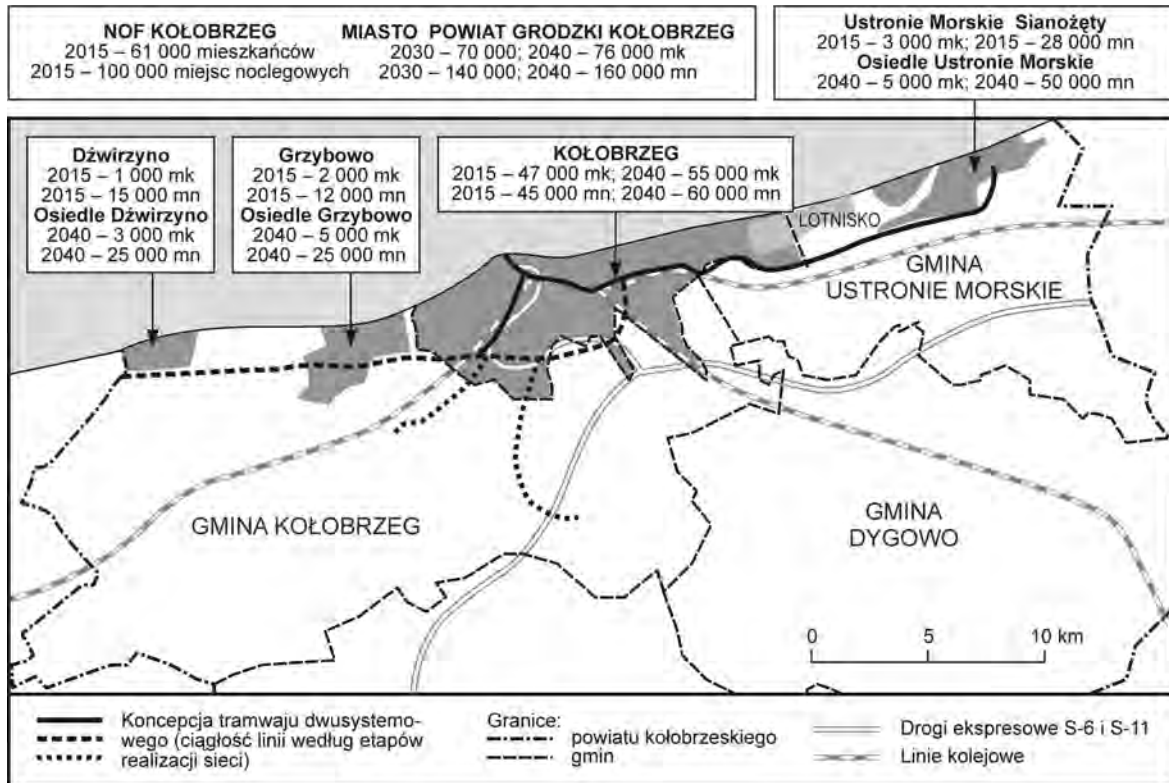 NOF KOŁOBRZEG
2015 – 61 000 mieszkańców
2015 – 100 000 miejsc noclegowych
MIASTO POWIAT GRODZKI KOŁOBRZEG
2030 – 70 000; 2040 – 76 000 mk
2030 – 140 000; 2040 – 160 000 mn
Ustronie Morskie Sianożęty
2015 – 3 000 mk; 2015 – 28 000 mn
Osiedle Ustronie Morskie
2040 – 5 000 mk; 2040 – 50 000 mn
Dźwirzyno
2015 – 1 000 mk
2015 – 15 000 mn
Osiedle Dźwirzyno
2040 – 3 000 mk
2040 – 25 000 mn
Grzybowo
2015 – 2 000 mk
2015 – 12 000 mn
Osiedle Grzybowo
2040 – 5 000 mk
2040 – 25 000 mn
KOŁOBRZEG
2015 – 47 000 mk; 2040 – 55 000 mk
2015 – 45 000 mn; 2040 – 60 000 mn
LOTNISKO
GMINA
USTRONIE MORSKIE
GMINA KOŁOBRZEG
GMINA
DYGOWO
0 5 10 km
Koncepcja tramwaju dwusystemo-
wego (ciągłość linii według etapów
realizacji sieci)
Granice:
powiatu kołobrzeskiego
gmin
Drogi ekspresowe S-6 i S-11
Linie kolejowe